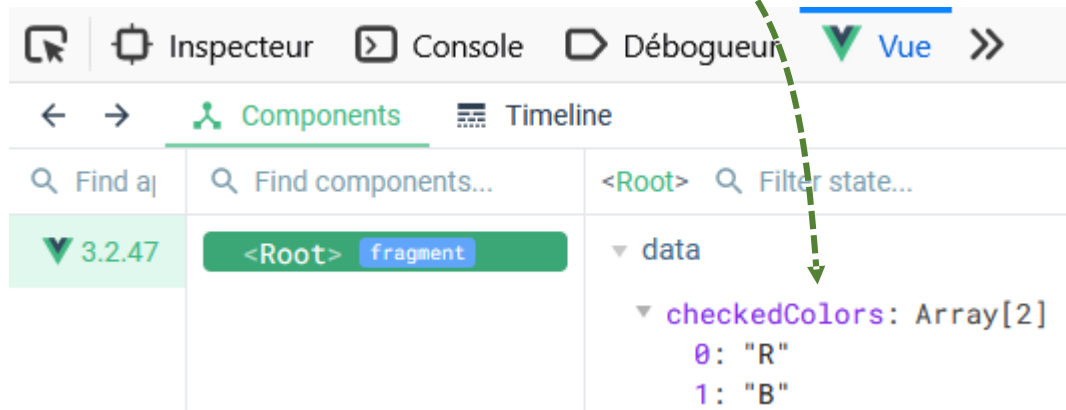 Inspecteur Console Débogueur Vue
Components Timeline
Find a Find components... <Root> Filter state...
3.2.47 <Root> fragment data
checkedColors: Array[2]
0: "R"
1: "B"